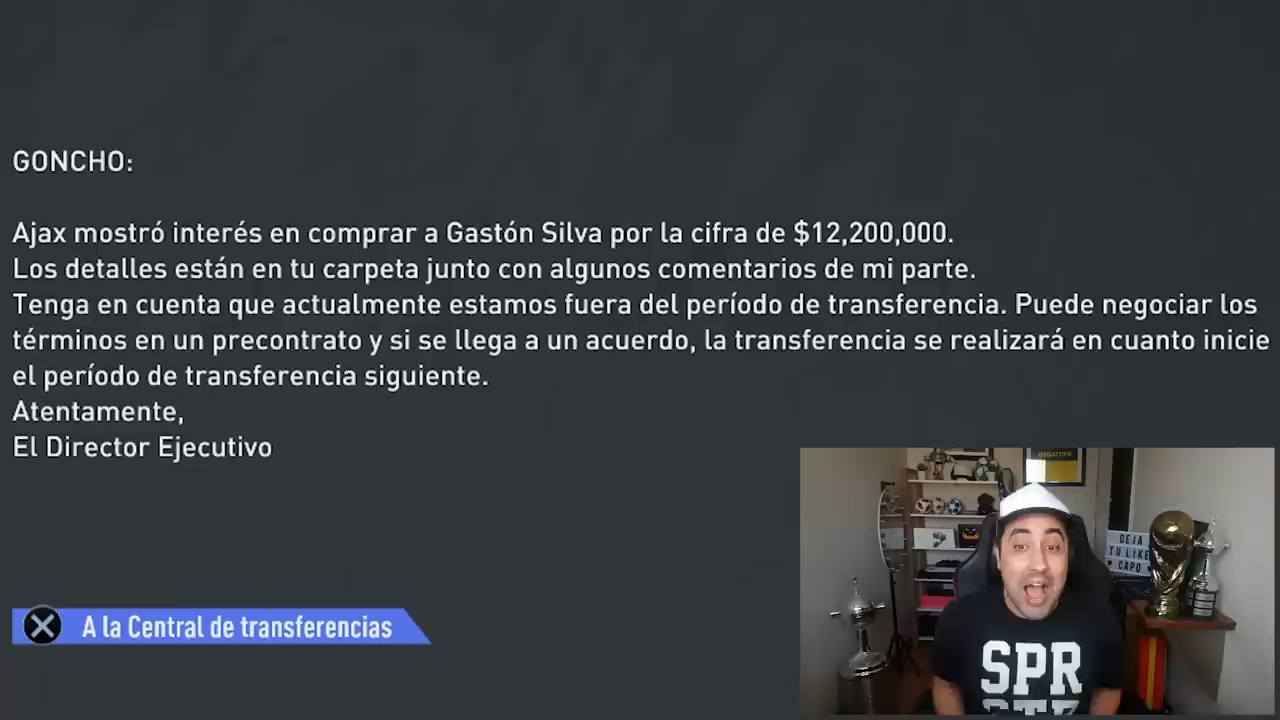 GONCHO:
Ajax mostró interés en comprar a Gastón Silva por la cifra de $12,200,000.
Los detalles están en tu carpeta junto con algunos comentarios de mi parte.
Tenga en cuenta que actualmente estamos fuera del período de transferencia. Puede negociar los
términos en un precontrato y si se llega a un acuerdo, la transferencia se realizará en cuanto inicie
el período de transferencia siguiente.
Atentamente,
El Director Ejecutivo
A la Central de transferencias
MEGATONE
DEJA
TU LIKE
CAPO
SPR